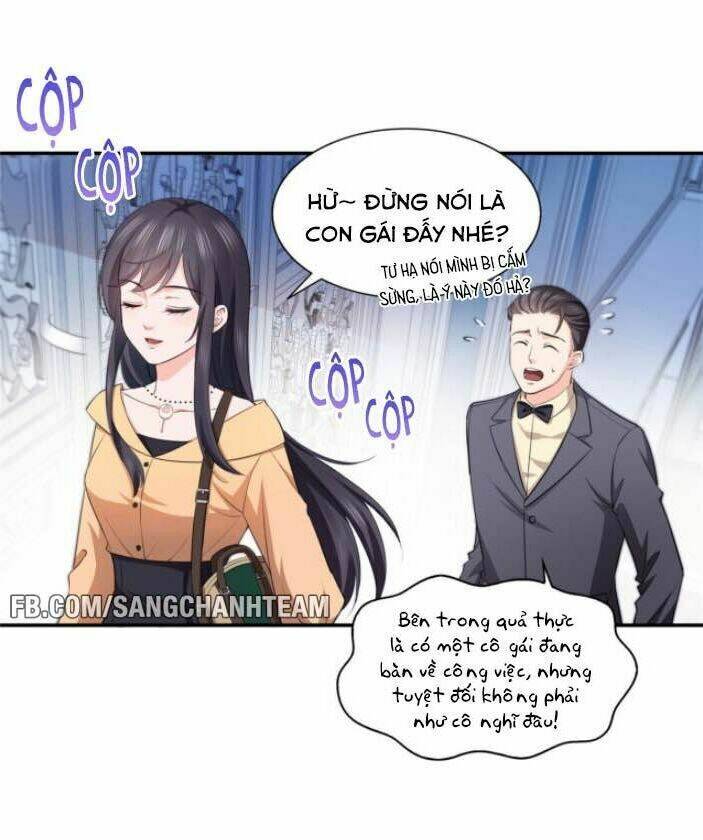 CỘP
CỘP
HỪ~ ĐỪNG NÓI LÀ
CON GÁI ĐẤY NHÉ?
TƯ HẠ NÓI MÌNH BỊ CẮM
SỪNG, LÀ Ý NÀY ĐÓ HẢ?
CỘP
CỘP
FB.COM/SANGCHANHTEAM
Bên trong quả thực
là có một cô gái đang
bàn về công việc, nhưng
tuyệt đối không phải
như cô nghĩ đâu!